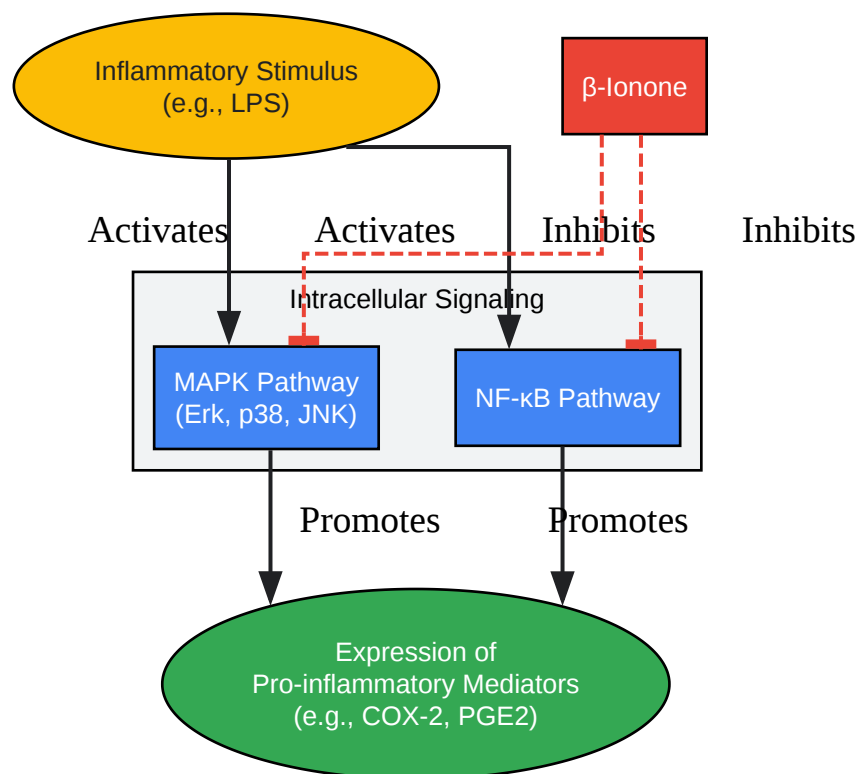 Inflammatory Stimulus
(e.g., LPS)
β-Ionone
Activates
Activates
Inhibits
Inhibits
Intracellular Signaling
MAPK Pathway
(Erk, p38, JNK)
NF-κB Pathway
Promotes
Promotes
Expression of
Pro-inflammatory Mediators
(e.g., COX-2, PGE2)